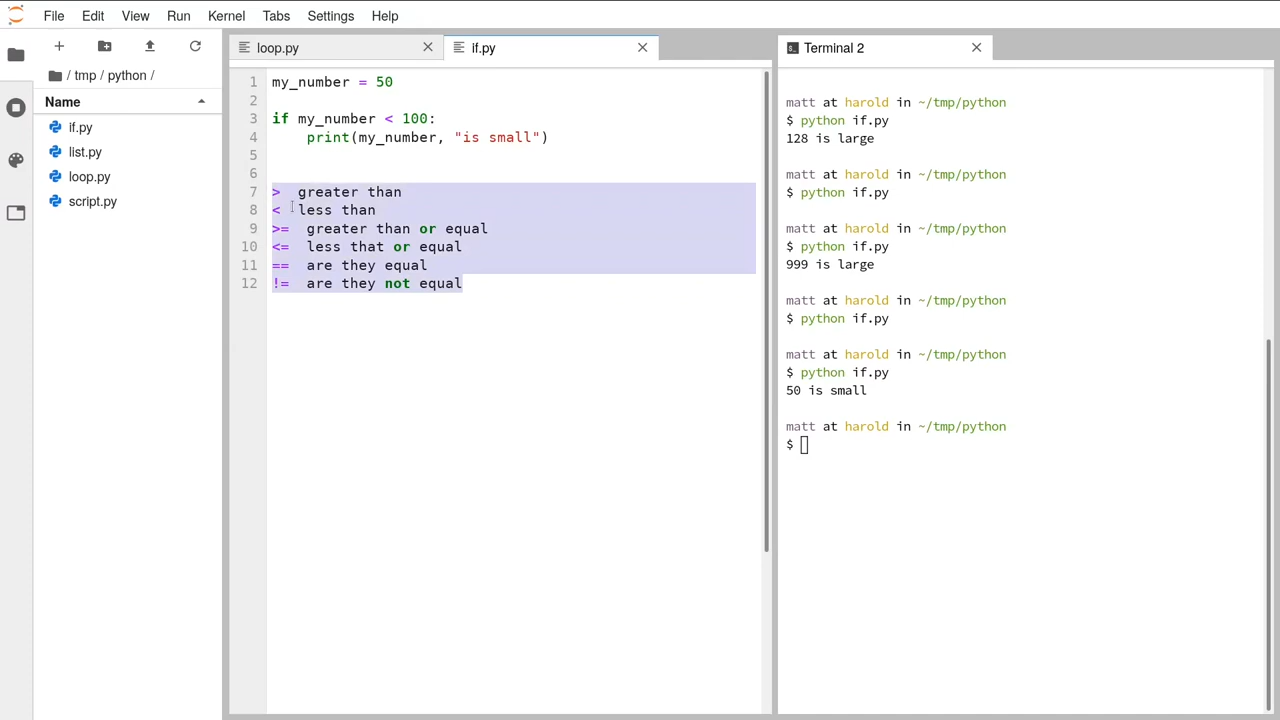 File Edit View Run Kernel Tabs Settings Help
/ tmp / python /
Name
if.py
list.py
loop.py
script.py
loop.py
if.py
1 my_number = 50
2
3 if my_number < 100:
4 print(my_number, "is small")
5
6
7 > greater than
8 < less than
9 >= greater than or equal
10 <= less that or equal
11 == are they equal
12 != are they not equal
Terminal 2
matt at harold in ~/tmp/python
$ python if.py
128 is large
matt at harold in ~/tmp/python
$ python if.py
matt at harold in ~/tmp/python
$ python if.py
999 is large
matt at harold in ~/tmp/python
$ python if.py
matt at harold in ~/tmp/python
$ python if.py
50 is small
matt at harold in ~/tmp/python
$